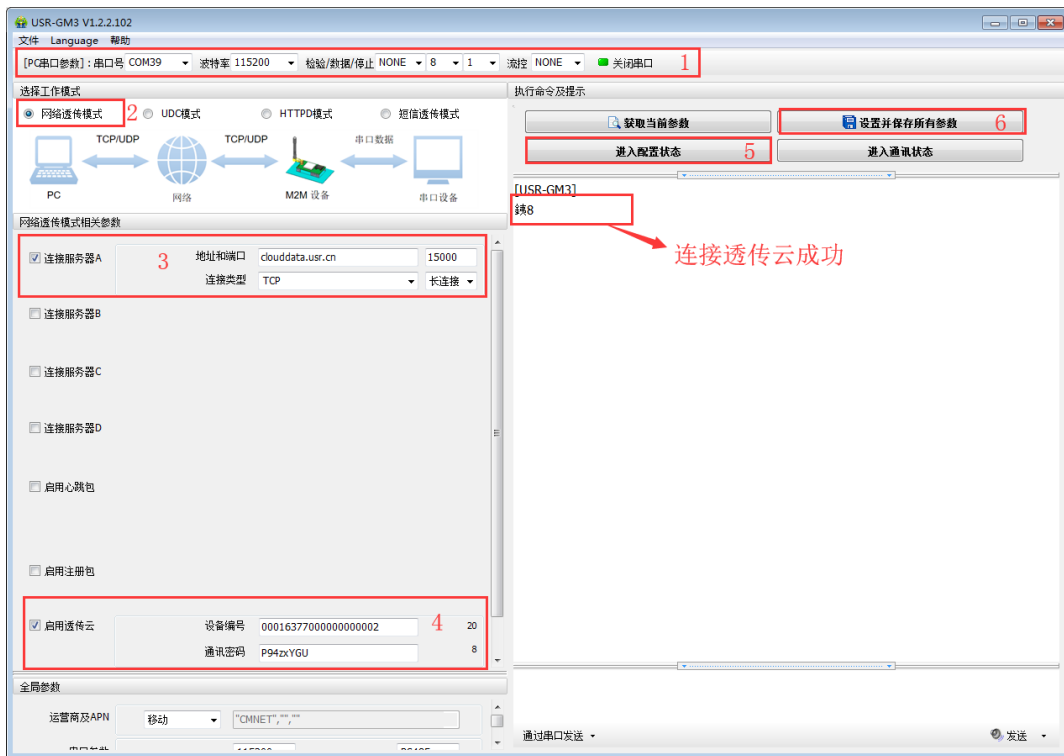 USR-GM3 V1.2.2.102
文件 Language 帮助
[PC串口参数]：串口号 COM39 波特率 115200 检验/数据/停止 NONE 8 1 流控 NONE 关闭串口 1
选择工作模式
网络透传模式 2 UDC模式 HTTPD模式 短信透传模式
TCP/UDP TCP/UDP 串口数据
PC 网络 M2M 设备 串口设备
网络透传模式相关参数
连接服务器A 3 地址和端口 clouddata.usr.cn 15000
连接类型 TCP 长连接
连接服务器B
连接服务器C
连接服务器D
启用心跳包
启用注册包
启用透传云 设备编号 00016377000000000002 4 20
通讯密码 P94zxYGU 8
全局参数
运营商及APN 移动 "CMNET","",""
串口参数 115200 RS485
执行命令及提示
获取当前参数 设置并保存所有参数 6
进入配置状态 5 进入通讯状态
[USR-GM3]
銕8
连接透传云成功
通过串口发送 发送